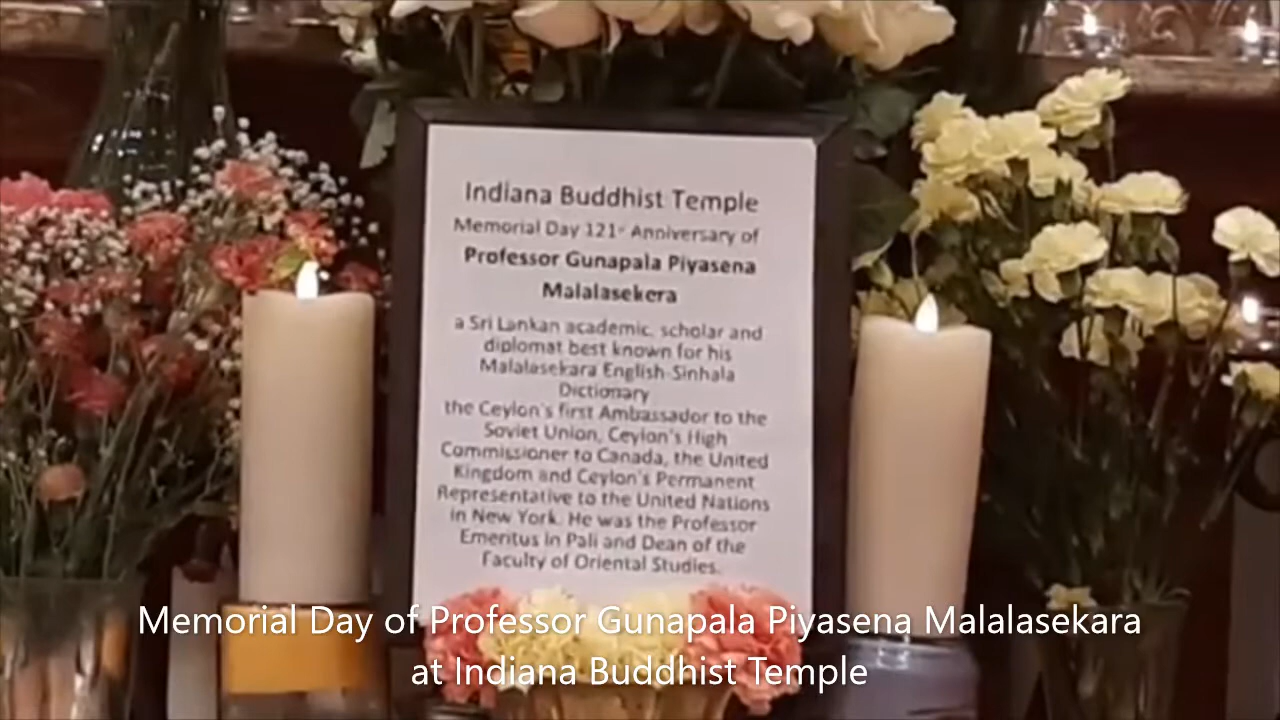 Indiana Buddhist Temple
Memorial Day 121st Anniversary of
Professor Gunapala Piyasena
Malalasekera
a Sri Lankan academic, scholar and
diplomat best known for his
Malalasekara English-Sinhala
Dictionary
the Ceylon's first Ambassador to the
Soviet Union, Ceylon's High
Commissioner to Canada, the United
Kingdom and Ceylon's Permanent
Representative to the United Nations
in New York. He was the Professor
Emeritus in Pali and Dean of the
Faculty of Oriental Studies.
Memorial Day of Professor Gunapala Piyasena Malalasekara
at Indiana Buddhist Temple